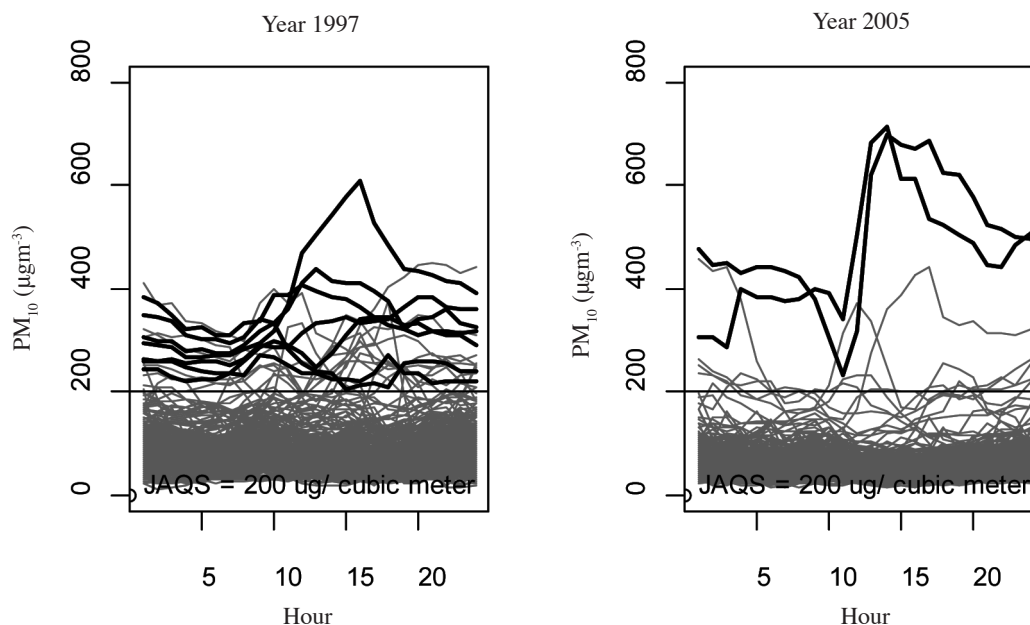 Year 1997
800
600
400
200
0
PM₁₀ (µgm⁻³)
JAQS = 200 ug/ cubic meter
5 10 15 20
Hour
Year 2005
800
600
400
200
0
PM₁₀ (µgm⁻³)
JAQS = 200 ug/ cubic meter
5 10 15 20
Hour